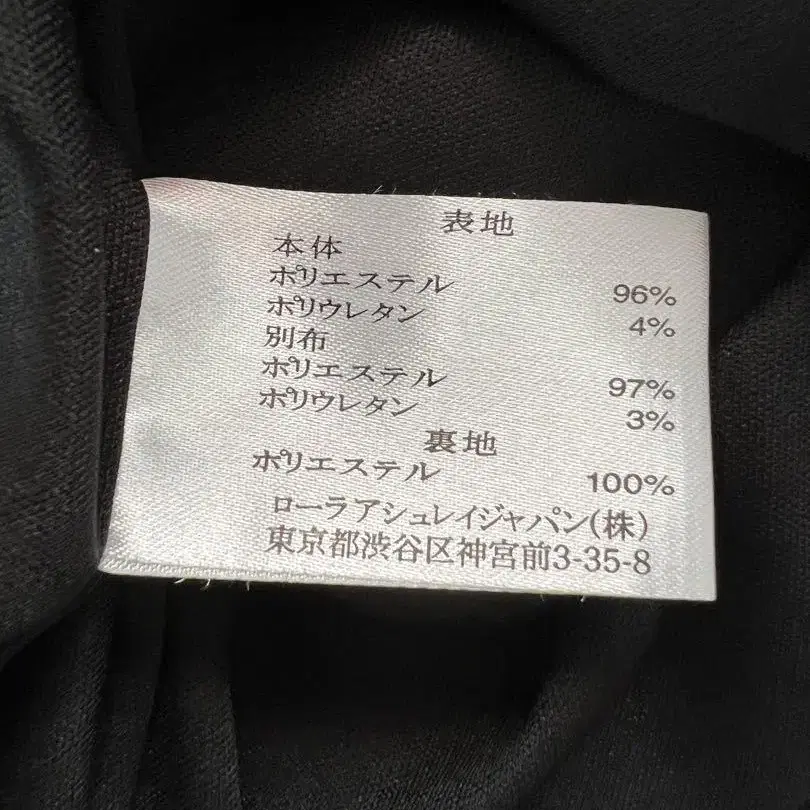 表地
本体
ポリエステル 96%
ポリウレタン 4%
別布
ポリエステル 97%
ポリウレタン 3%
裏地
ポリエステル 100%
ローラアシュレイジャパン(株)
東京都渋谷区神宮前3-35-8